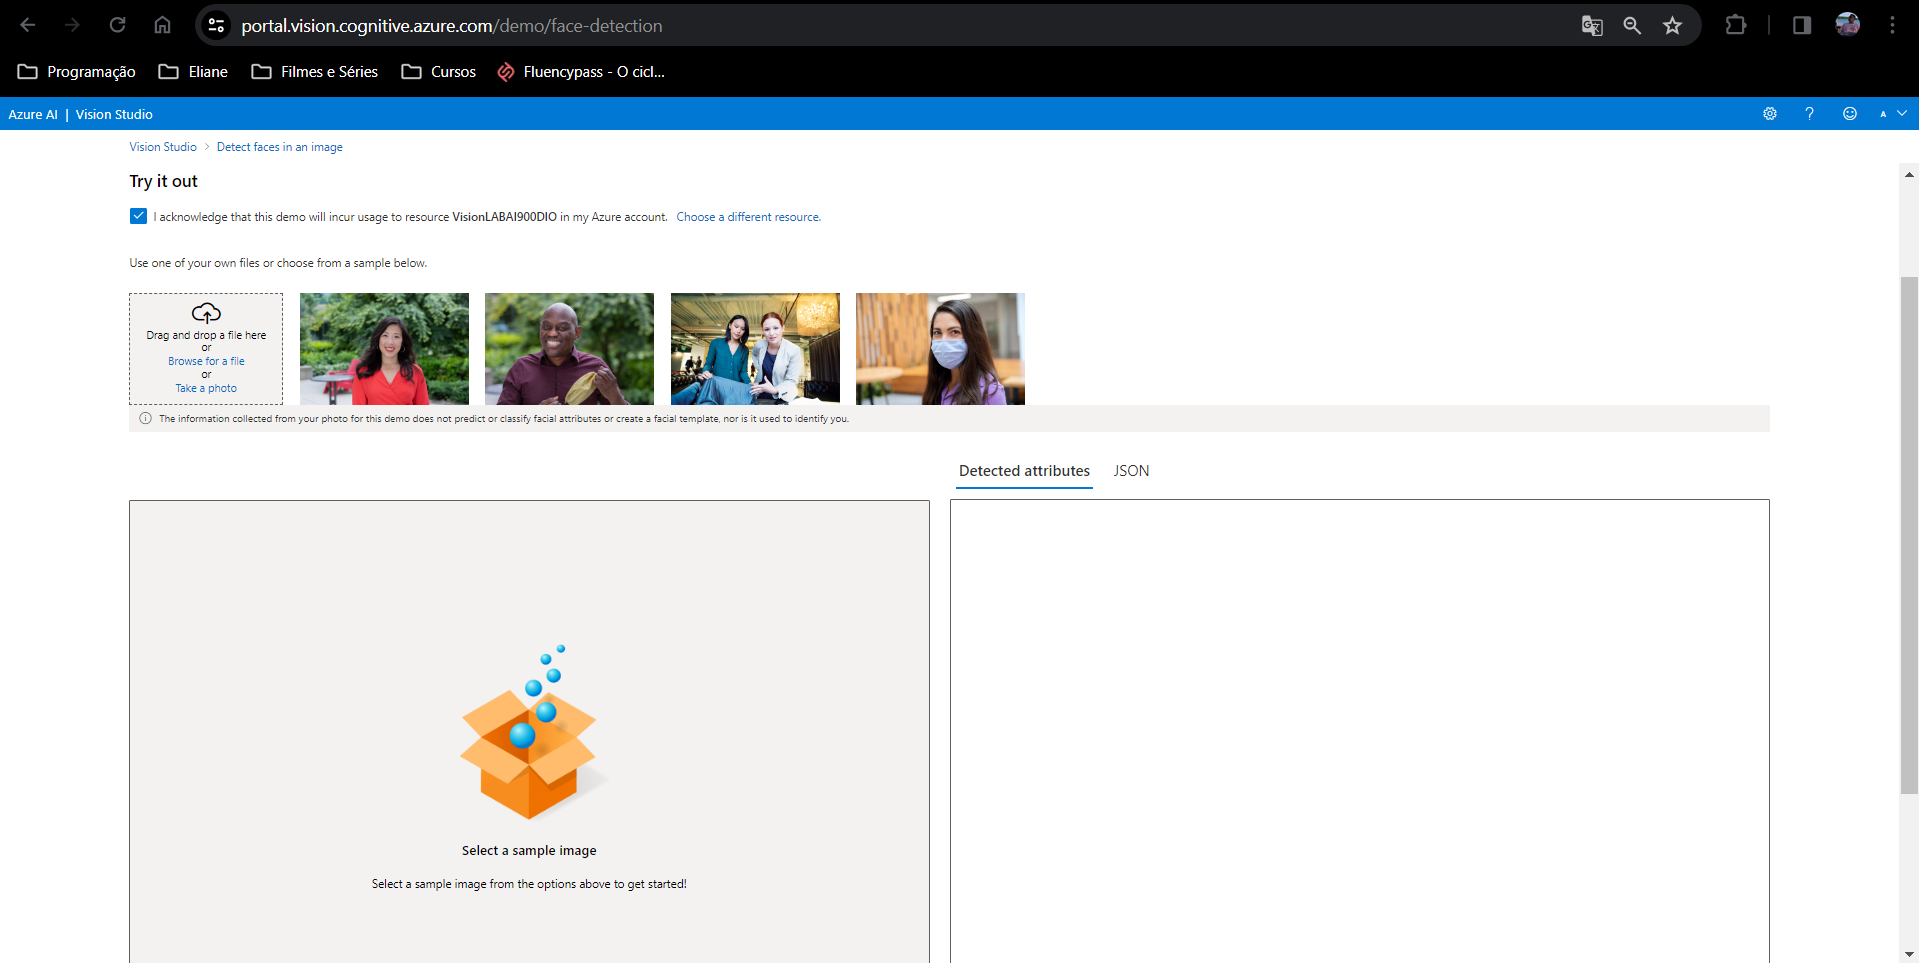 portal.vision.cognitive.azure.com/demo/face-detection
Programação
Eliane
Filmes e Séries
Cursos
Fluencypass - O cicl...
Azure AI | Vision Studio
?
A
Vision Studio > Detect faces in an image
Try it out
I acknowledge that this demo will incur usage to resource VisionLABAI900DIO in my Azure account. Choose a different resource.
Use one of your own files or choose from a sample below.
Drag and drop a file here
or
Browse for a file
or
Take a photo
The information collected from your photo for this demo does not predict or classify facial attributes or create a facial template, nor is it used to identify you.
Detected attributes
JSON
Select a sample image
Select a sample image from the options above to get started!